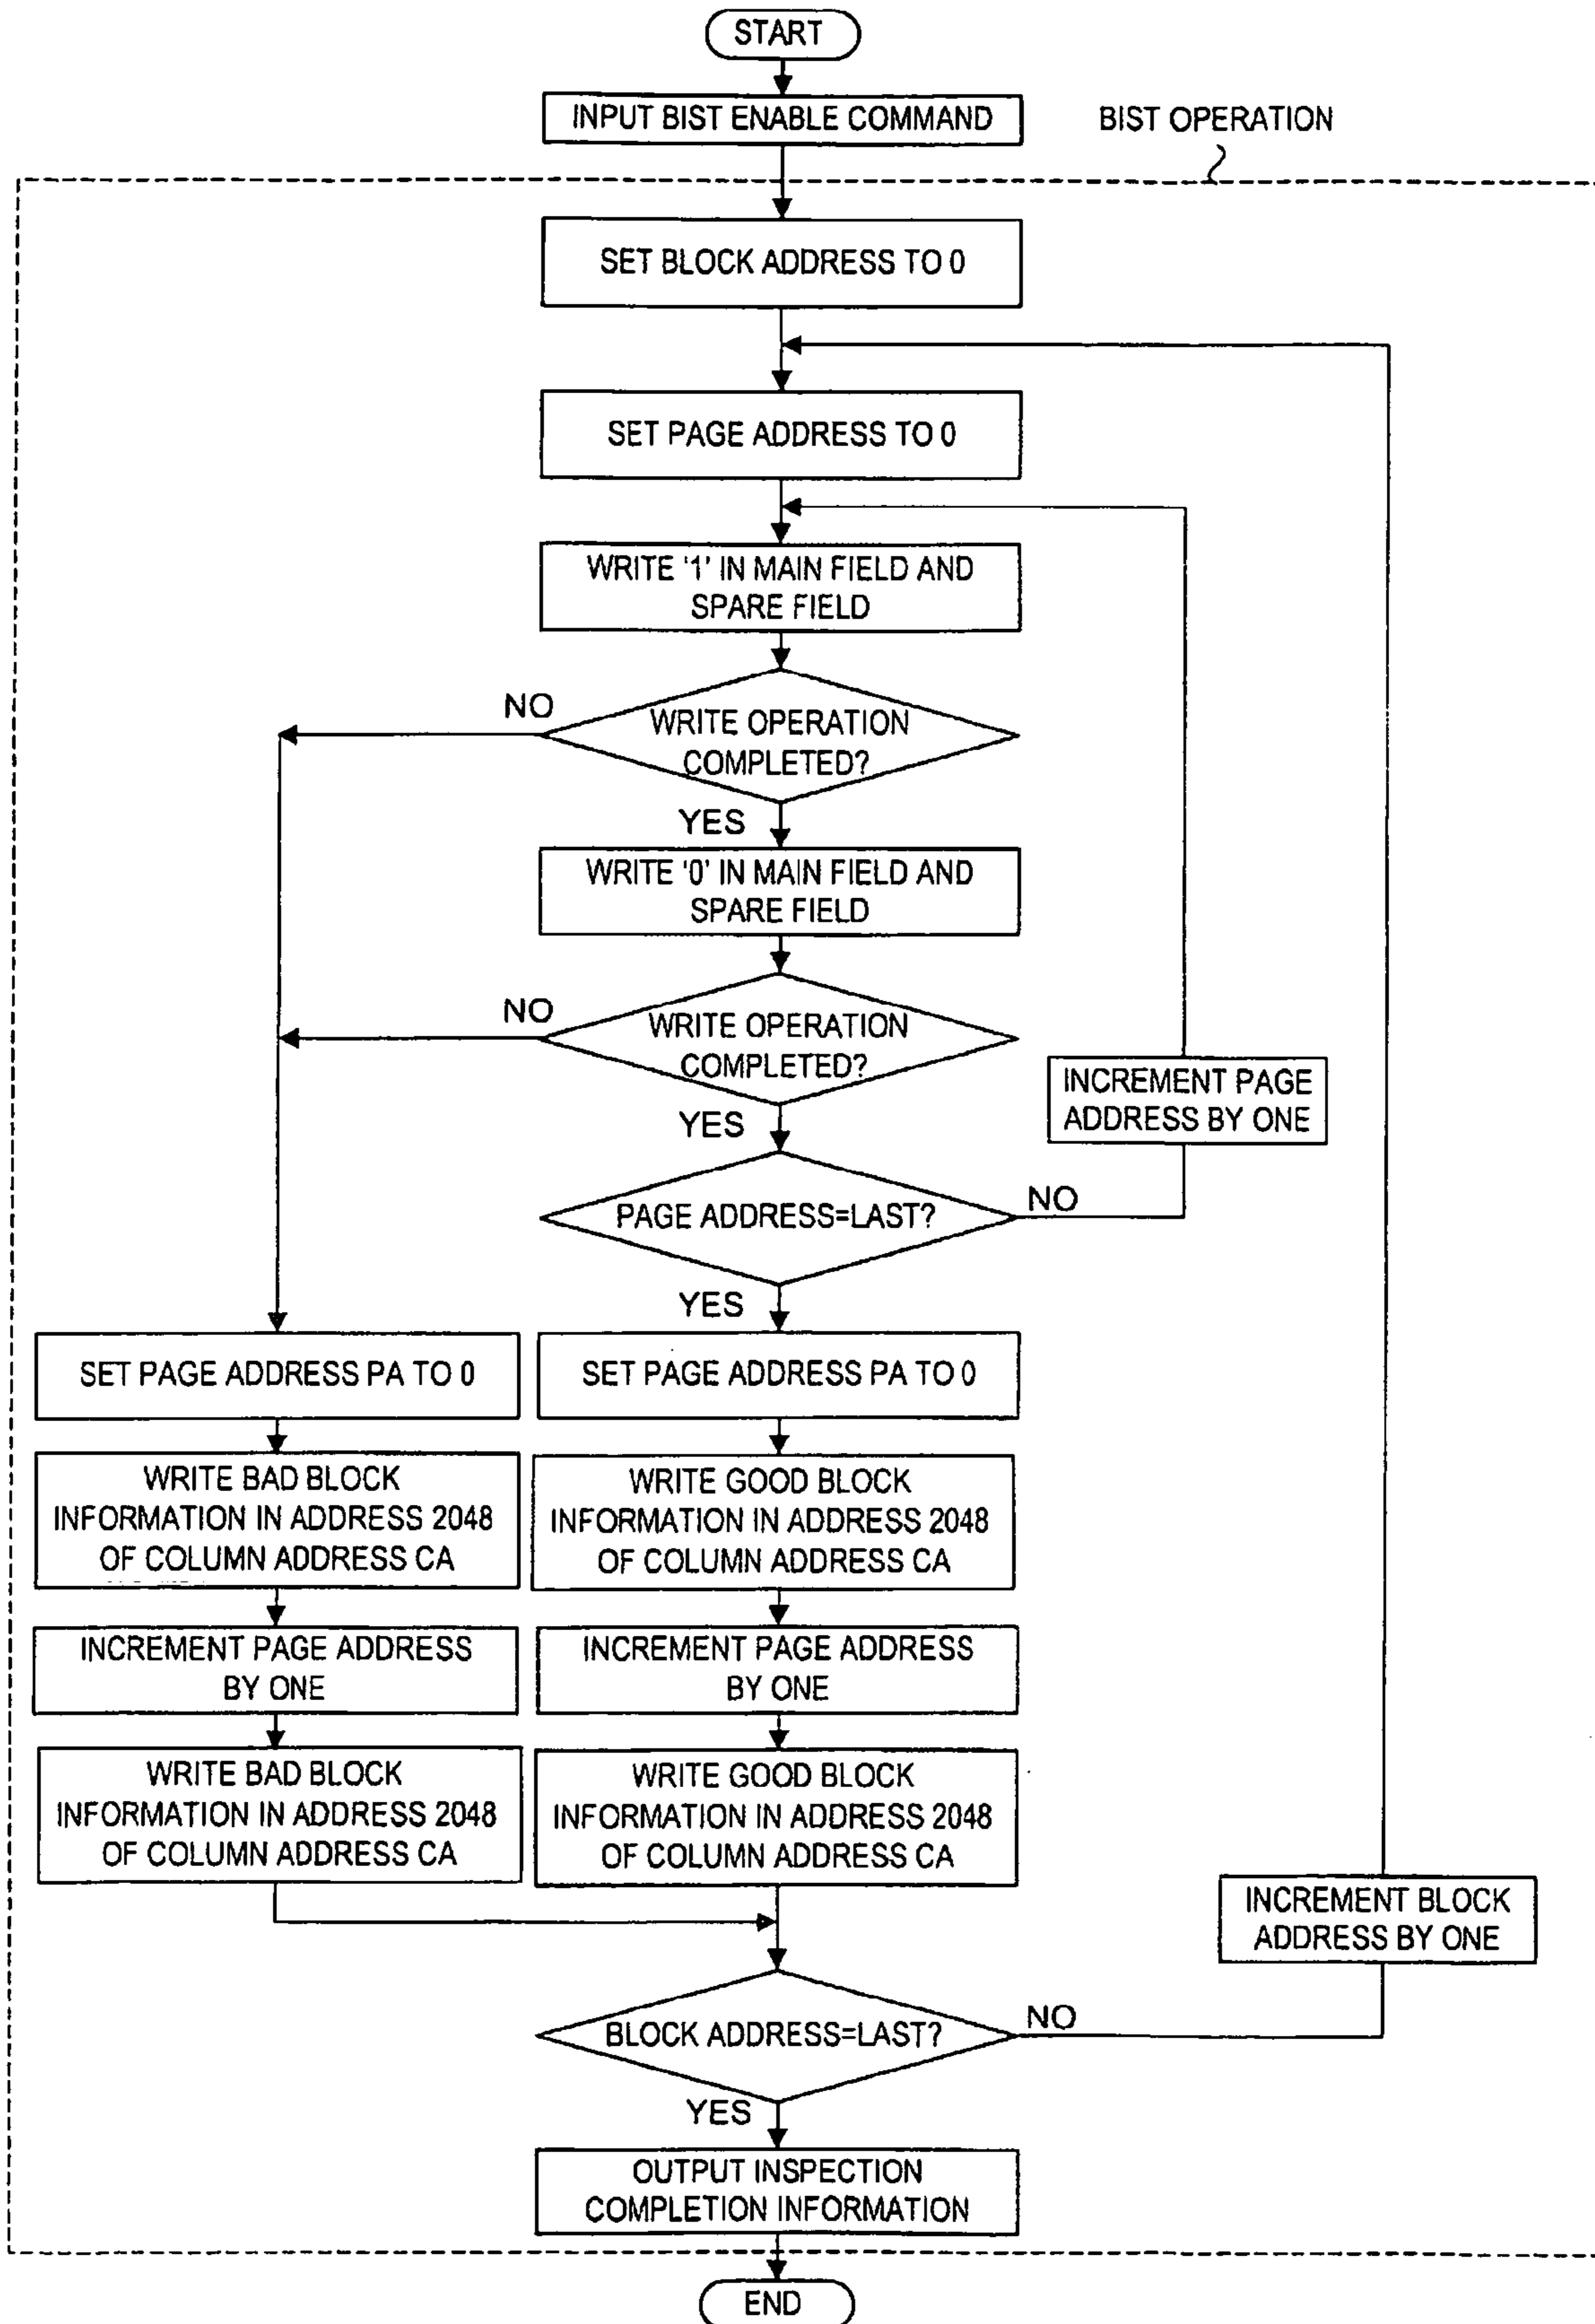 START
INPUT BIST ENABLE COMMAND
BIST OPERATION
SET BLOCK ADDRESS TO 0
SET PAGE ADDRESS TO 0
WRITE '1' IN MAIN FIELD AND
SPARE FIELD
NO
WRITE OPERATION
COMPLETED?
YES
WRITE '0' IN MAIN FIELD AND
SPARE FIELD
NO
WRITE OPERATION
COMPLETED?
INCREMENT PAGE
ADDRESS BY ONE
YES
PAGE ADDRESS=LAST?
NO
YES
SET PAGE ADDRESS PA TO 0
WRITE BAD BLOCK
INFORMATION IN ADDRESS 2048
OF COLUMN ADDRESS CA
INCREMENT PAGE ADDRESS
BY ONE
WRITE BAD BLOCK
INFORMATION IN ADDRESS 2048
OF COLUMN ADDRESS CA
SET PAGE ADDRESS PA TO 0
WRITE GOOD BLOCK
INFORMATION IN ADDRESS 2048
OF COLUMN ADDRESS CA
INCREMENT PAGE ADDRESS
BY ONE
WRITE GOOD BLOCK
INFORMATION IN ADDRESS 2048
OF COLUMN ADDRESS CA
INCREMENT BLOCK
ADDRESS BY ONE
BLOCK ADDRESS=LAST?
NO
YES
OUTPUT INSPECTION
COMPLETION INFORMATION
END